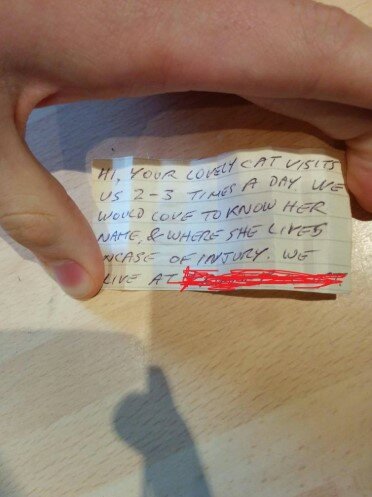 HI, YOUR LOVELY CAT VISITS
US 2-3 TIMES A DAY. WE
WOULD LOVE TO KNOW HER
NAME, & WHERE SHE LIVES
INCASE OF INJURY. WE
LIVE AT